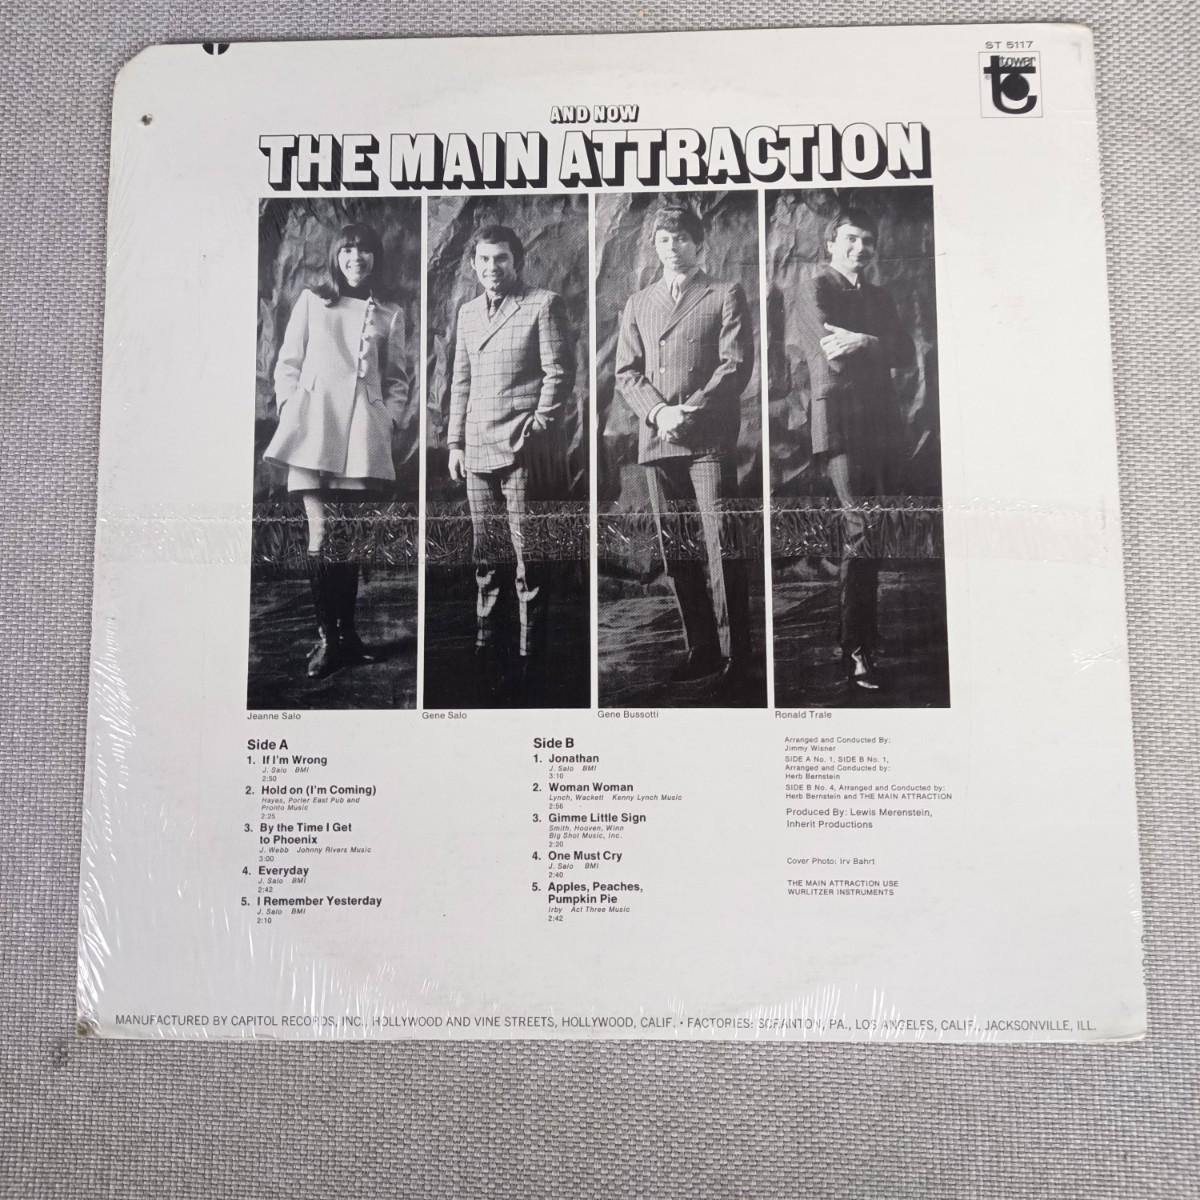 ST 5117
tower
AND NOW
THE MAIN ATTRACTION
Jeanne Salo
Gene Salo
Gene Bussotti
Ronald Trale
Side A
1. If I'm Wrong
J. Salo BMI
2:50
2. Hold on (I'm Coming)
Hayes, Porter East Pub and
Pronto Music
2:25
3. By the Time I Get
to Phoenix
J. Webb Johnny Rivers Music
3:00
4. Everyday
J. Salo BMI
2:42
5. I Remember Yesterday
J. Salo BMI
2:10
Side B
1. Jonathan
J. Salo BMI
3:10
2. Woman Woman
Lynch, Wackett Kenny Lynch Music
2:56
3. Gimme Little Sign
Smith, Hooven, Winn
Big Shot Music, Inc.
2:20
4. One Must Cry
J. Salo BMI
2:40
5. Apples, Peaches,
Pumpkin Pie
Irby Act Three Music
2:42
Arranged and Conducted By:
Jimmy Wisner
SIDE A No. 1, SIDE B No. 1,
Arranged and Conducted by:
Herb Bernstein
SIDE B No. 4, Arranged and Conducted by:
Herb Bernstein and THE MAIN ATTRACTION
Produced By: Lewis Merenstein,
Inherit Productions
Cover Photo: Irv Bahrt
THE MAIN ATTRACTION USE
WURLITZER INSTRUMENTS
MANUFACTURED BY CAPITOL RECORDS, INC., HOLLYWOOD AND VINE STREETS, HOLLYWOOD, CALIF. • FACTORIES: SCRANTON, PA., LOS ANGELES, CALIF., JACKSONVILLE, ILL.